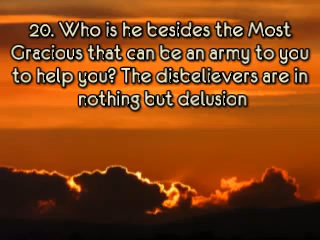 20. Who is he besides the Most
Gracious that can be an army to you
to help you? The disbelievers are in
nothing but delusion